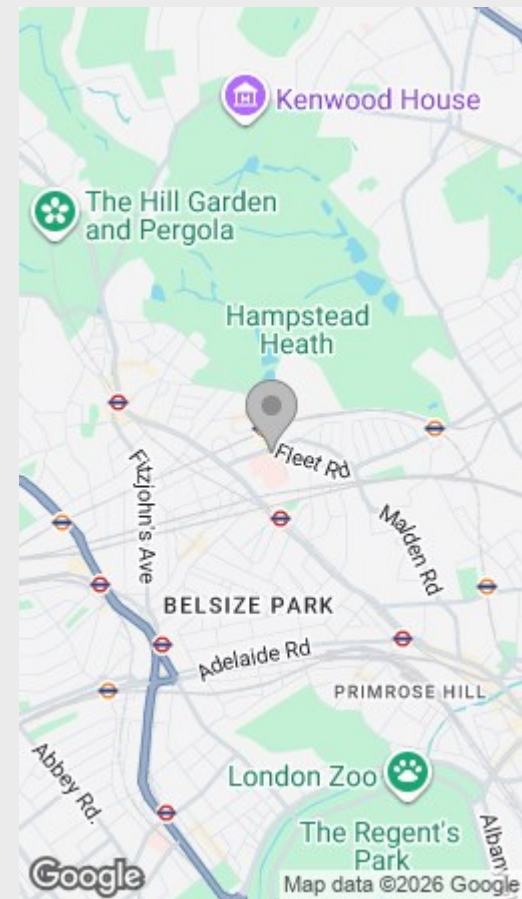 Kenwood House
The Hill Garden
and Pergola
Hampstead
Heath
Fleet Rd
Fitzjohn's Ave
Malden Rd
BELSIZE PARK
Adelaide Rd
PRIMROSE HILL
Abbey Rd.
London Zoo
The Regent's
Park
Albany
Google
Map data ©2026 Google